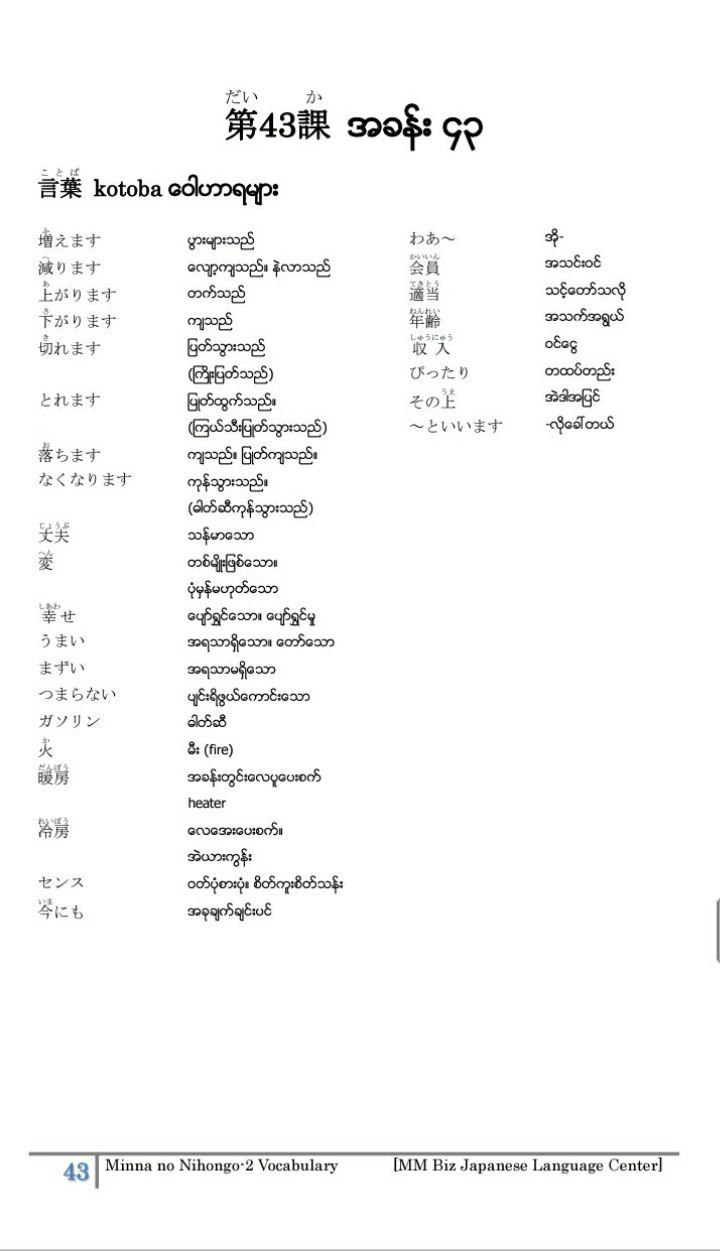 だい か
第43課 အခန်း ၄၃
ことば
言葉 kotoba ဝေါဟာရများ
ふ
増えます ပွားများသည်
へ
減ります လျော့ကျသည်။ နဲလာသည်
あ
上がります တက်သည်
さ
下がります ကျသည်
き
切れます ပြတ်သွားသည်
(ကြိုးပြတ်သည်)
とれます ပြုတ်ထွက်သည်။
(ကြယ်သီးပြုတ်သွားသည်)
お
落ちます ကျသည်။ ပြုတ်ကျသည်။
なくなります ကုန်သွားသည်။
(ဓါတ်ဆီကုန်သွားသည်)
じょうぶ
丈夫 သန်မာသော
へん
変 တစ်မျိုးဖြစ်သော။
ပုံမှန်မဟုတ်သော
しあわ
幸せ ပျော်ရွှင်သော။ ပျော်ရွှင်မှု
うまい အရသာရှိသော။ တော်သော
まずい အရသာမရှိသော
つまらない ပျင်းရိဖွယ်ကောင်းသော
ガソリン ဓါတ်ဆီ
か
火 မီး (fire)
だんぼう
暖房 အခန်းတွင်းလေပူပေးစက်
heater
れいぼう
冷房 လေအေးပေးစက်။
အဲယားကွန်း
センス ဝတ်ပုံစားပုံ။ စိတ်ကူးစိတ်သန်း
いま
今にも အခုချက်ချင်းပင်
わあ～ အို-
かいいん
会員 အသင်းဝင်
てきとう
適当 သင့်တော်သလို
ねんれい
年齢 အသက်အရွယ်
しゅうにゅう
収入 ဝင်ငွေ
ぴったり တထပ်တည်း
うえ
その上 အဲဒါအပြင်
～といいます -လို့ခေါ်တယ်
43 Minna no Nihongo-2 Vocabulary [MM Biz Japanese Language Center]